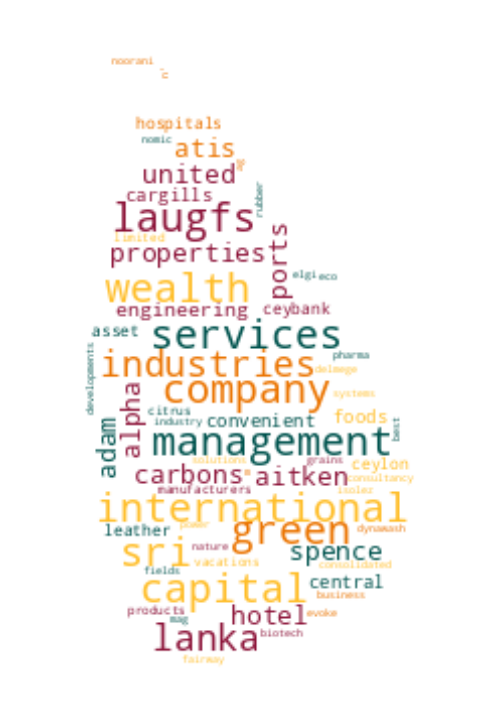 noorani
c
hospitals
nomic
atis
ag
united
cargills
rubber
laugfs
limited
properties
ports
wealth
elgi eco
engineering ceybank
asset services
developments
industries
pharma
delmege
company
alpha
systems
citrus
foods
industry convenient
adam
best
management
solutions
grains
ceylon
carbons aitken
consultancy
manufacturers
isolez
international
power
leather green
dynawash
sri
nature
spence
vacations
consolidated
fields
capital central
business
products
mag
hotel
evoke
lanka
biotech
fairway